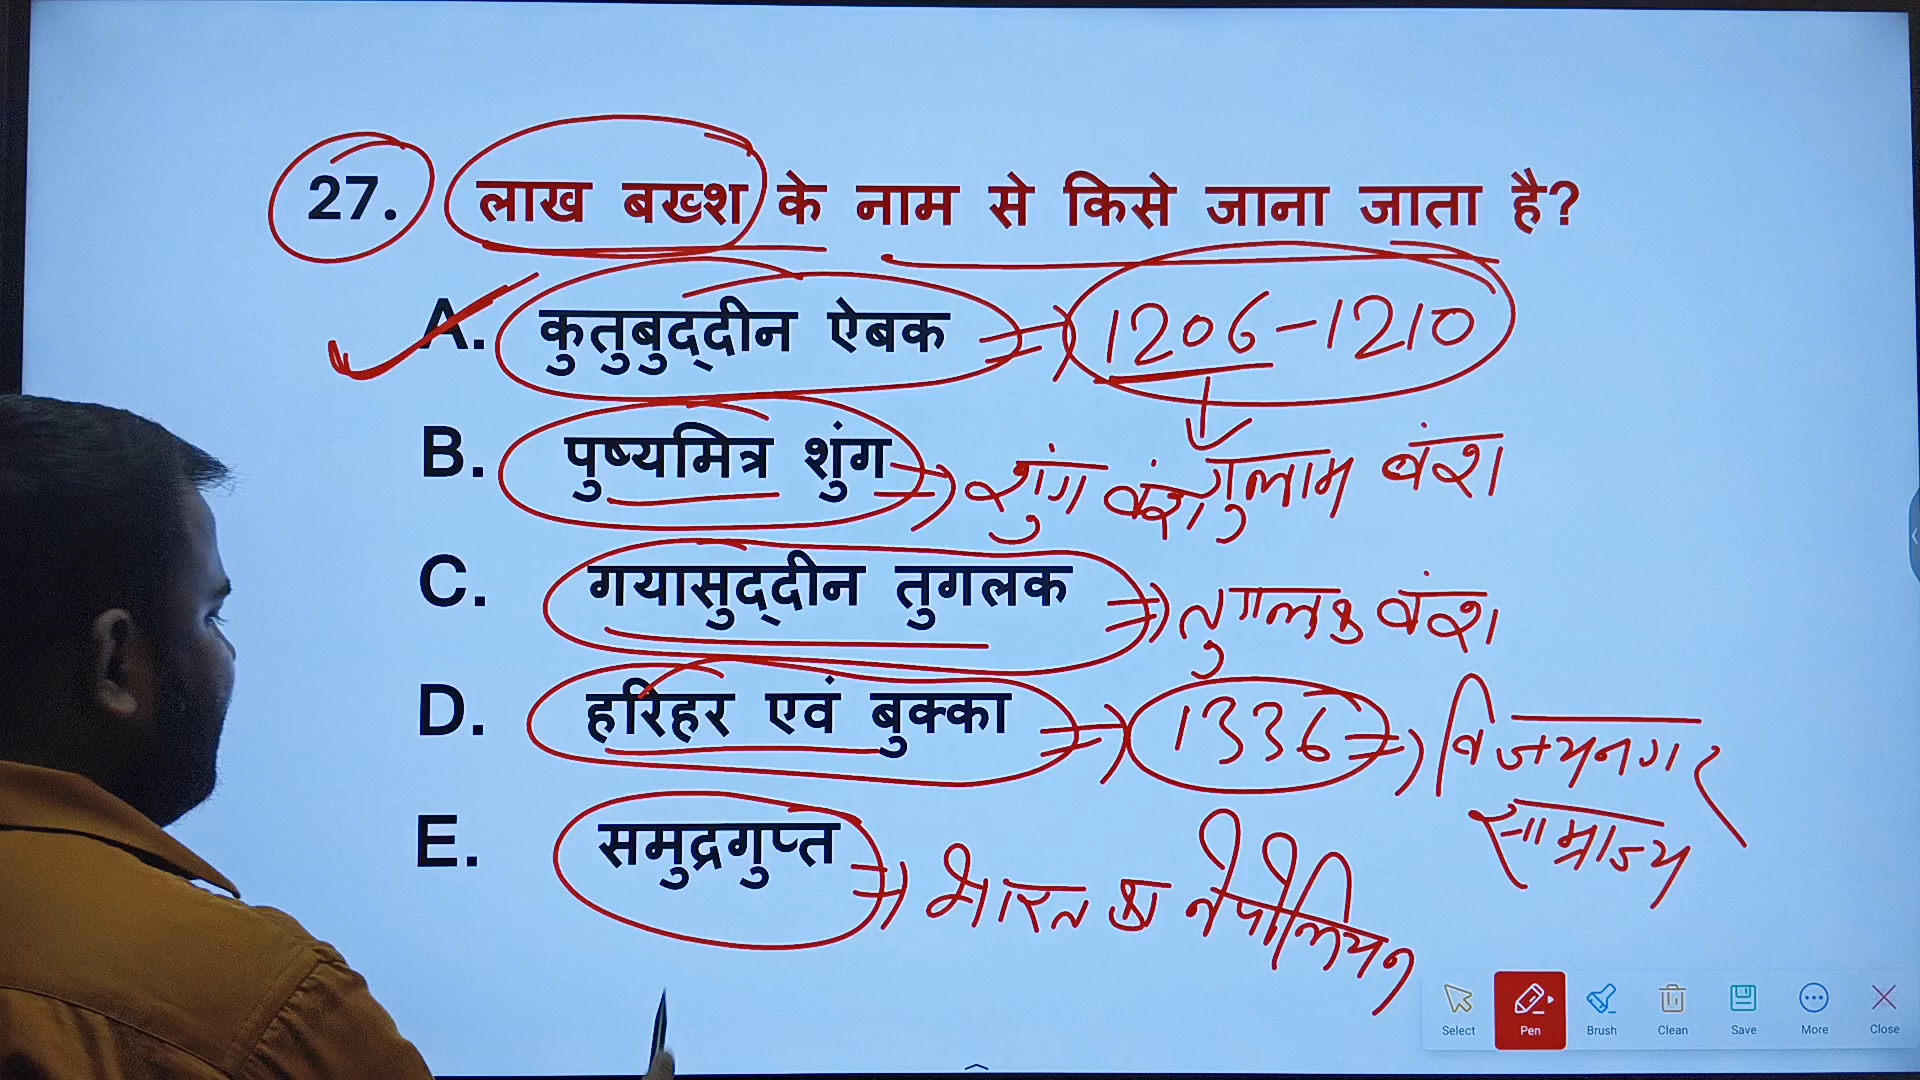 27. लाख बख्श के नाम से किसे जाना जाता है?
A. कुतुबुद्दीन ऐबक ⇒ 1206-1210
B. पुष्यमित्र शुंग ⇒ शुंग वंश गुलाम वंश
C. गयासुद्दीन तुगलक ⇒ तुगलक वंश
D. हरिहर एवं बुक्का ⇒ 1336 ⇒ विजयनगर
साम्राज्य
E. समुद्रगुप्त ⇒ भारत का नेपोलियन
Select Pen Brush Clean Save More Close